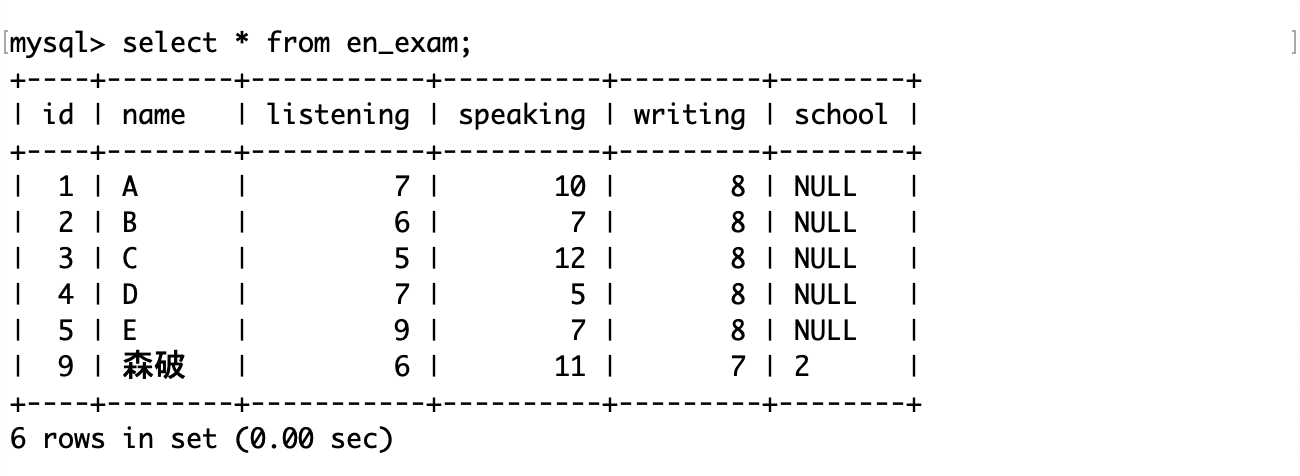 mysql> select * from en_exam;
+----+--------+-----------+----------+---------+--------+
| id | name   | listening | speaking | writing | school |
+----+--------+-----------+----------+---------+--------+
|  1 | A      |         7 |       10 |       8 | NULL   |
|  2 | B      |         6 |        7 |       8 | NULL   |
|  3 | C      |         5 |       12 |       8 | NULL   |
|  4 | D      |         7 |        5 |       8 | NULL   |
|  5 | E      |         9 |        7 |       8 | NULL   |
|  9 | 森破   |         6 |       11 |       7 | 2      |
+----+--------+-----------+----------+---------+--------+
6 rows in set (0.00 sec)